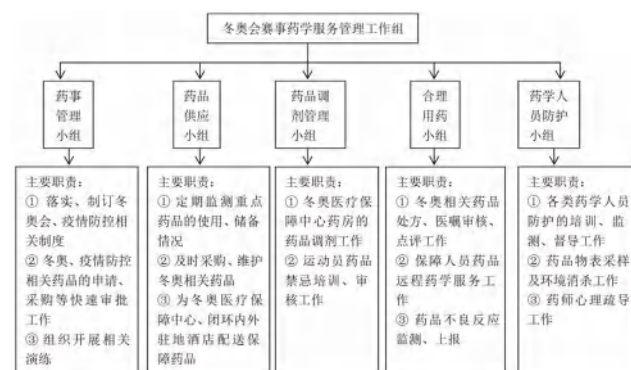 冬奥会赛事药学服务管理工作组
药事
管理
小组
药品
供应
小组
药品调
剂管理
小组
合理
用药
小组
药学人
员防护
小组
主要职责：
① 落实、制订冬
奥会、疫情防控相
关制度
② 冬奥、疫情防控
相关药品的申请、
采购等快速审批
工作
③ 组织开展相关
演练
主要职责：
① 定期监测重点
药品的使用、储备
情况
② 及时采购、维护
冬奥相关药品
③ 为冬奥医疗保
障中心、闭环内外
驻地酒店配送保
障药品
主要职责：
① 冬奥医疗保
障中心药房的
药品调剂工作
② 运动员药品
禁忌培训、审
核工作
主要职责：
① 冬奥相关药品
处方、医嘱审核、
点评工作
② 保障人员药品
远程药学服务工
作
③ 药品不良反应
监测、上报
主要职责：
① 各类药学人员
防护的培训、监
测、督导工作
② 药品物表采样
及环境消杀工作
③ 药师心理疏导
工作